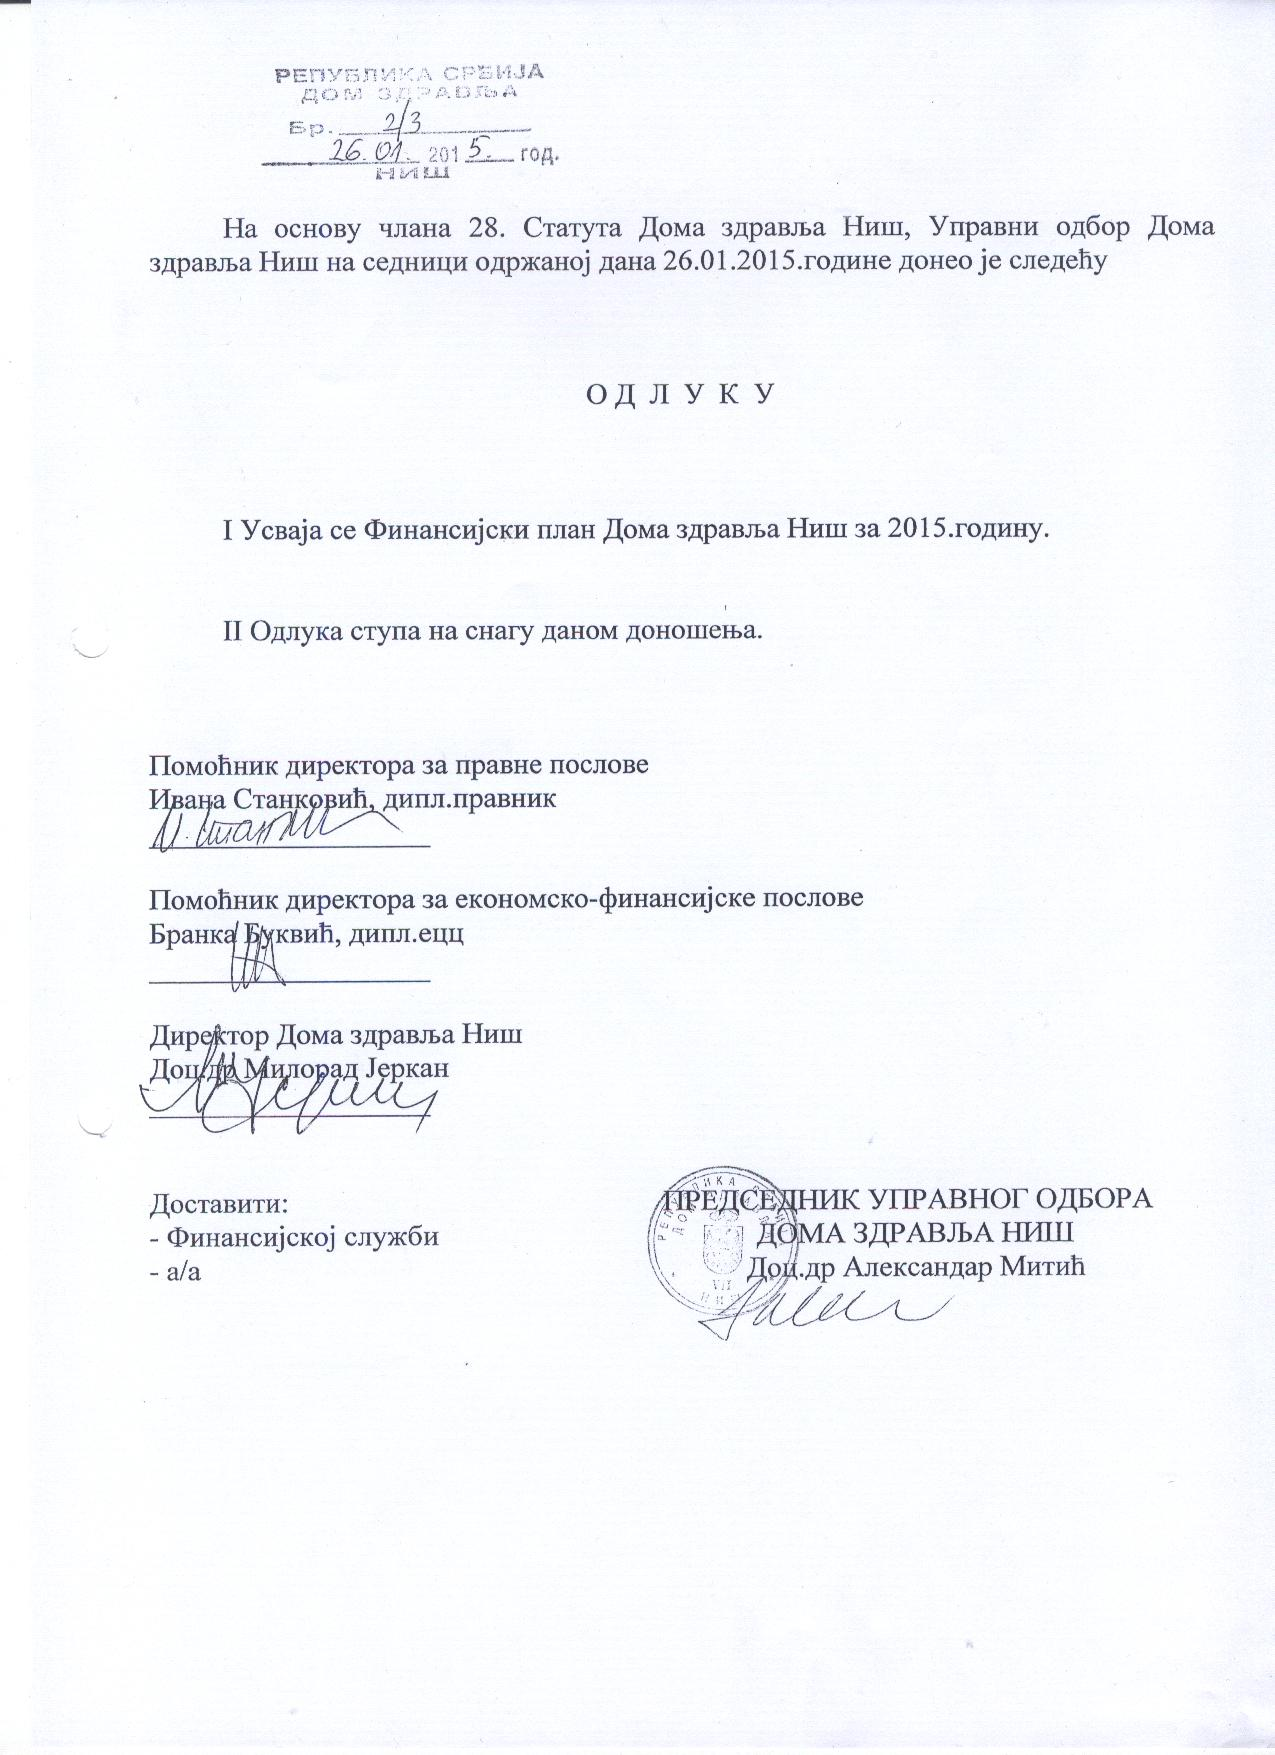 РЕПУБЛИКА СРБИЈА
ДОМ ЗДРАВЉА
Бр. 2/3
26.01. 2015. год.
НИШ
На основу члана 28. Статута Дома здравља Ниш, Управни одбор Дома
здравља Ниш на седници одржаној дана 26.01.2015.године донео је следећу
О Д Л У К У
I Усваја се Финансијски план Дома здравља Ниш за 2015.годину.
II Одлука ступа на снагу даном доношења.
Помоћник директора за правне послове
Ивана Станковић, дипл.правник
Помоћник директора за економско-финансијске послове
Бранка Буквић, дипл.ецц
Директор Дома здравља Ниш
Доц.др Милорад Јеркан
Доставити:
- Финансијској служби
- а/а
ПРЕДСЕДНИК УПРАВНОГ ОДБОРА
ДОМА ЗДРАВЉА НИШ
Доц.др Александар Митић
РЕПУБЛИКА
VII